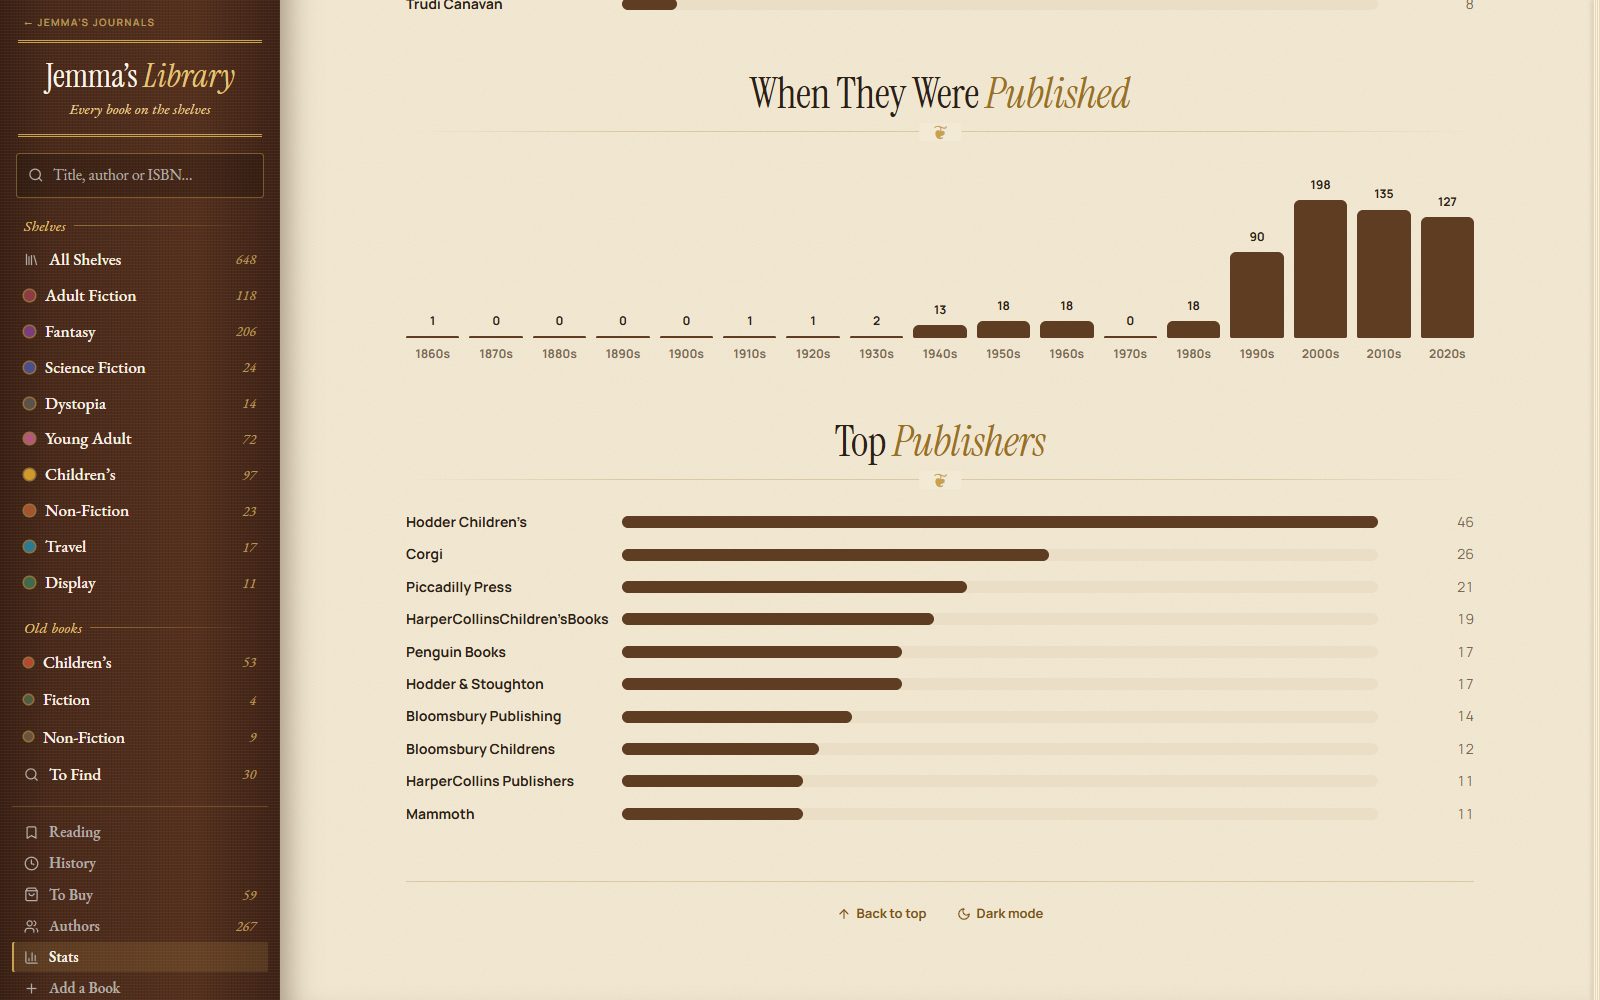 ← JEMMA'S JOURNALS
Jemma's Library
Every book on the shelves
Title, author or ISBN...
Shelves
All Shelves 648
Adult Fiction 118
Fantasy 206
Science Fiction 24
Dystopia 14
Young Adult 72
Children's 97
Non-Fiction 23
Travel 17
Display 11
Old books
Children's 53
Fiction 4
Non-Fiction 9
To Find 30
Reading
History
To Buy 59
Authors 267
Stats
Add a Book
Trudi Canavan 8
When They Were Published
1 0 0 0 0 1 1 2 13 18 18 0 18 90 198 135 127
1860s 1870s 1880s 1890s 1900s 1910s 1920s 1930s 1940s 1950s 1960s 1970s 1980s 1990s 2000s 2010s 2020s
Top Publishers
Hodder Children's 46
Corgi 26
Piccadilly Press 21
HarperCollinsChildren'sBooks 19
Penguin Books 17
Hodder & Stoughton 17
Bloomsbury Publishing 14
Bloomsbury Childrens 12
HarperCollins Publishers 11
Mammoth 11
Back to top Dark mode